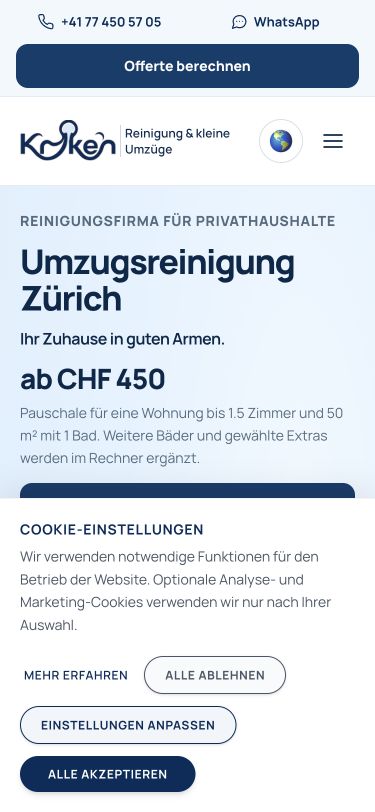 +41 77 450 57 05
WhatsApp
Offerte berechnen
Kraken
Reinigung & kleine
Umzüge
REINIGUNGSFIRMA FÜR PRIVATHAUSHALTE
Umzugsreinigung
Zürich
Ihr Zuhause in guten Armen.
ab CHF 450
Pauschale für eine Wohnung bis 1.5 Zimmer und 50
m² mit 1 Bad. Weitere Bäder und gewählte Extras
werden im Rechner ergänzt.
COOKIE-EINSTELLUNGEN
Wir verwenden notwendige Funktionen für den
Betrieb der Website. Optionale Analyse- und
Marketing-Cookies verwenden wir nur nach Ihrer
Auswahl.
MEHR ERFAHREN
ALLE ABLEHNEN
EINSTELLUNGEN ANPASSEN
ALLE AKZEPTIEREN